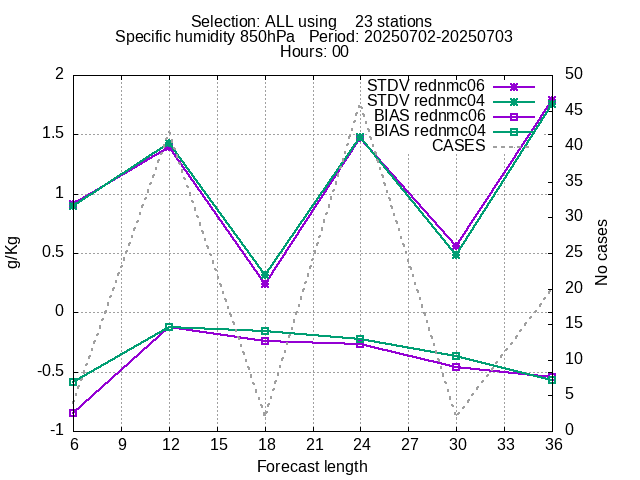 Selection: ALL using    23 stations
Specific humidity 850hPa   Period: 20250702-20250703
Hours: 00
STDV rednmc06
STDV rednmc04
BIAS rednmc06
BIAS rednmc04
CASES
2
1.5
1
0.5
0
-0.5
-1
g/Kg
50
45
40
35
30
25
20
15
10
5
0
No cases
6 9 12 15 18 21 24 27 30 33 36
Forecast length